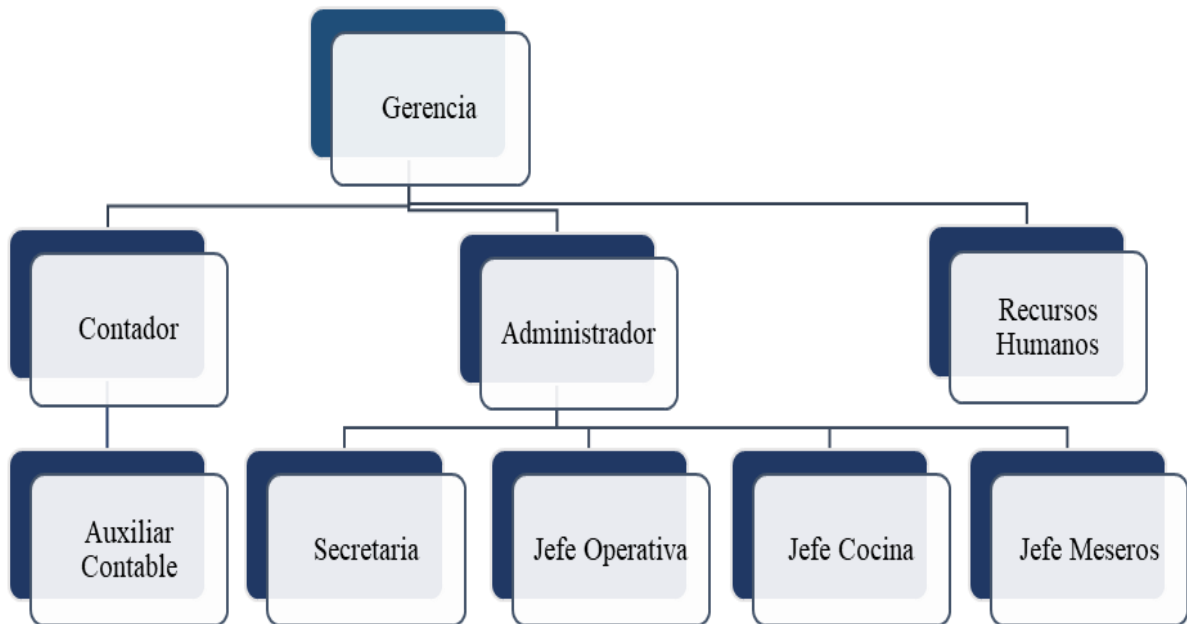 Gerencia
Contador
Administrador
Recursos
Humanos
Auxiliar
Contable
Secretaria
Jefe Operativa
Jefe Cocina
Jefe Meseros